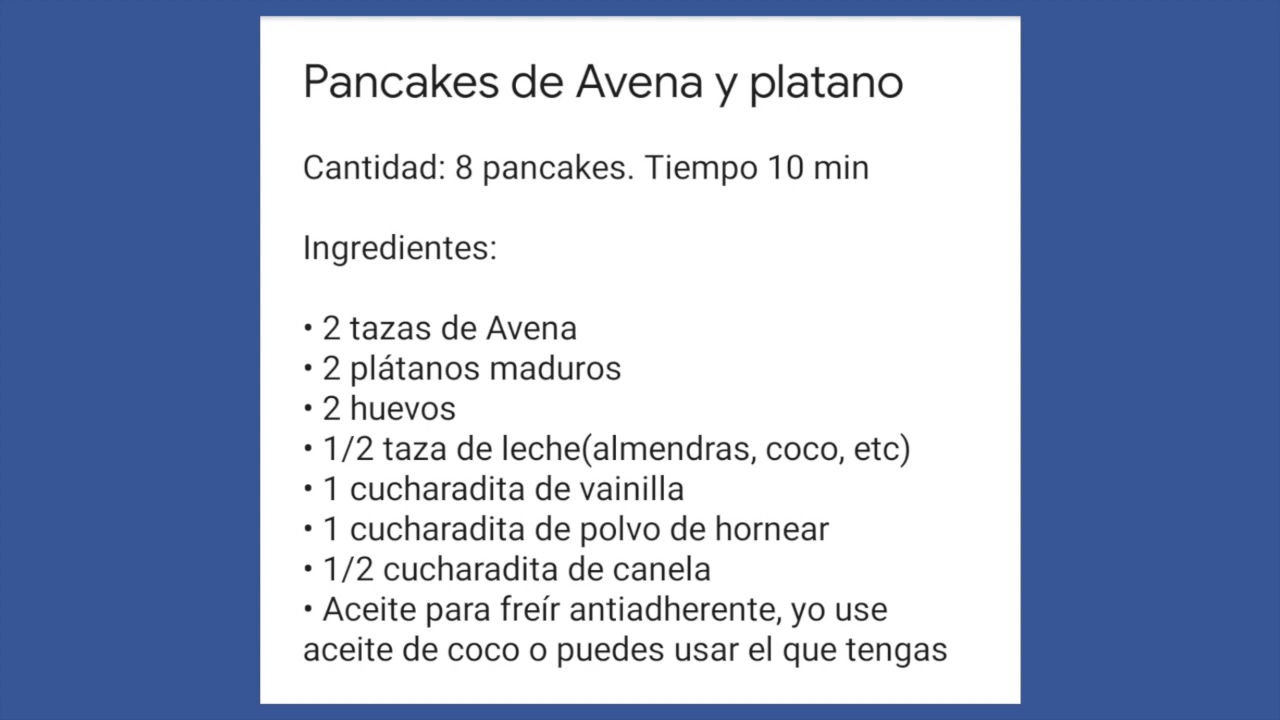 Pancakes de Avena y platano
Cantidad: 8 pancakes. Tiempo 10 min
Ingredientes:
• 2 tazas de Avena
• 2 plátanos maduros
• 2 huevos
• 1/2 taza de leche(almendras, coco, etc)
• 1 cucharadita de vainilla
• 1 cucharadita de polvo de hornear
• 1/2 cucharadita de canela
• Aceite para freír antiadherente, yo use
aceite de coco o puedes usar el que tengas